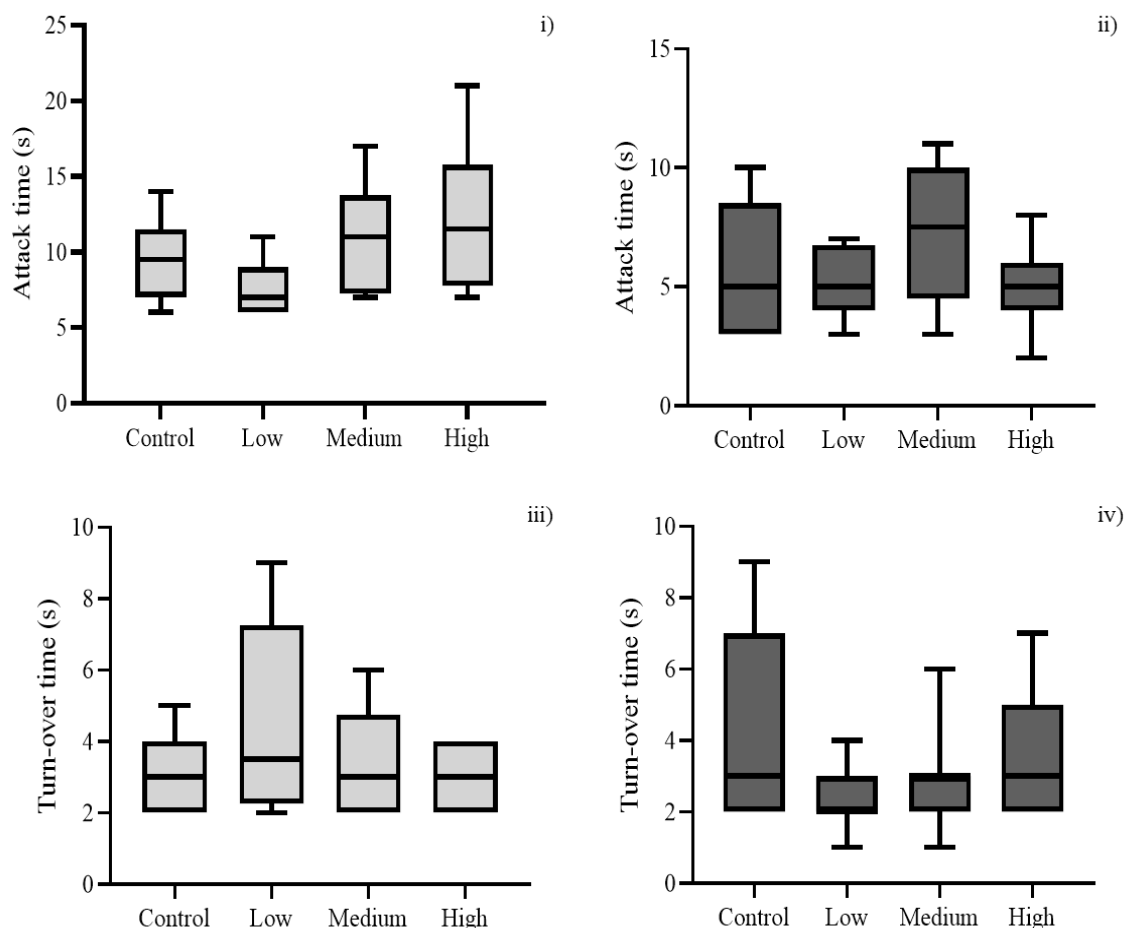 i)
Attack time (s)
25
20
15
10
5
0
Control Low Medium High
ii)
Attack time (s)
15
10
5
0
Control Low Medium High
iii)
Turn-over time (s)
10
8
6
4
2
0
Control Low Medium High
iv)
Turn-over time (s)
10
8
6
4
2
0
Control Low Medium High